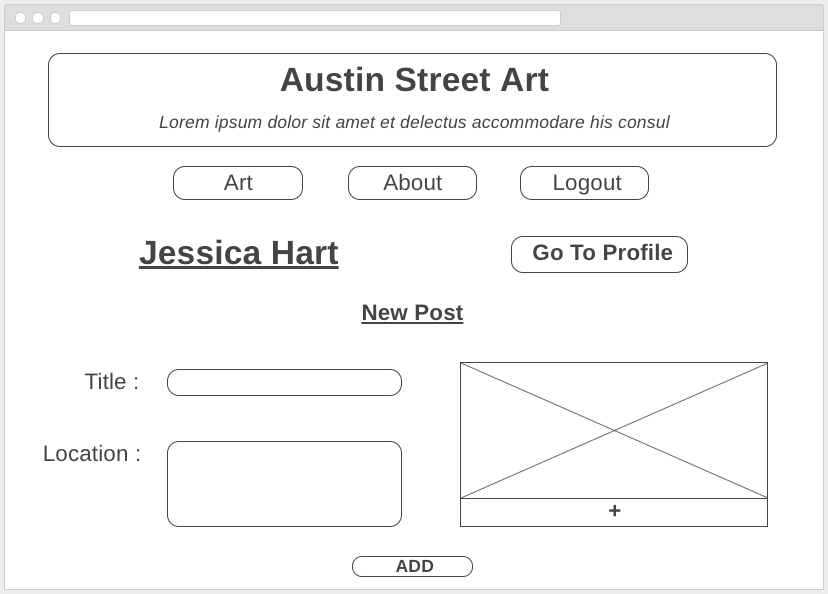 Austin Street Art
Lorem ipsum dolor sit amet et delectus accommodare his consul
Art About Logout
Jessica Hart Go To Profile
New Post
Title :
Location :
+
ADD